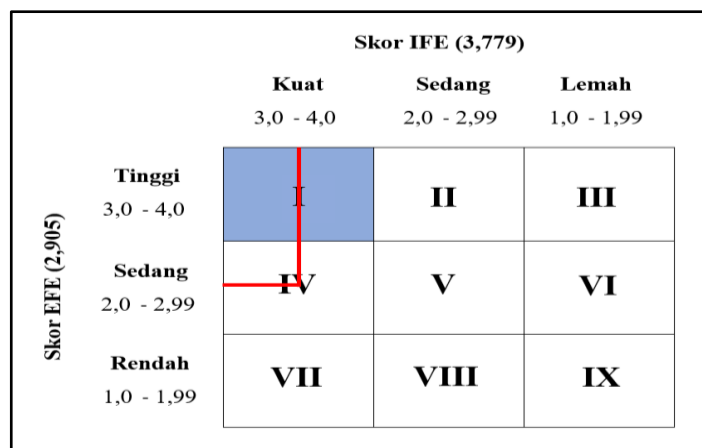 Skor IFE (3,779)
Kuat Sedang Lemah
3,0 - 4,0 2,0 - 2,99 1,0 - 1,99
Skor EFE (2,905)
Tinggi
3,0 - 4,0
I II III
Sedang
2,0 - 2,99
IV V VI
Rendah
1,0 - 1,99
VII VIII IX